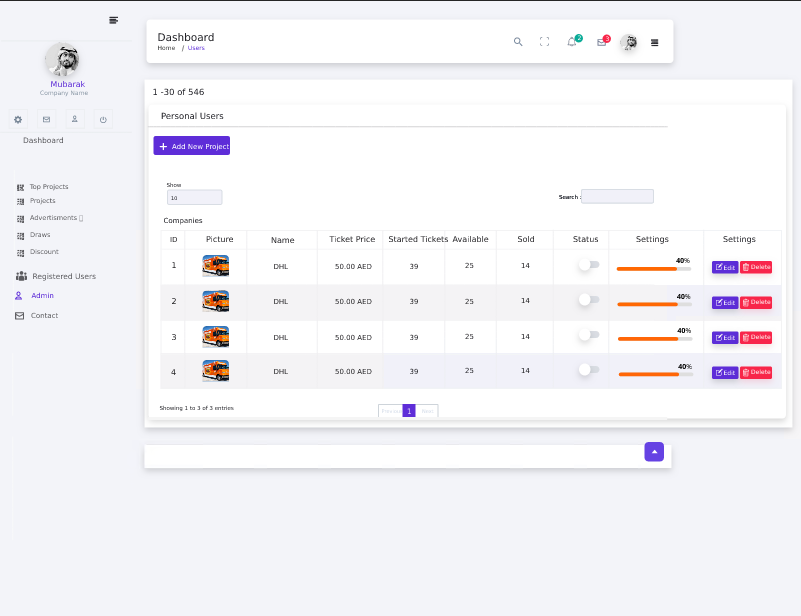 Dashboard
Home / Users
2
3
Mubarak
Company Name
Dashboard
Top Projects
Projects
Advertisments
Draws
Discount
Registered Users
Admin
Contact
1 -30 of 546
Personal Users
+ Add New Project
Show
10
Search :
Companies
ID Picture Name Ticket Price Started Tickets Available Sold Status Settings Settings
1 DHL 50.00 AED 39 25 14 40% Edit Delete
2 DHL 50.00 AED 39 25 14 40% Edit Delete
3 DHL 50.00 AED 39 25 14 40% Edit Delete
4 DHL 50.00 AED 39 25 14 40% Edit Delete
Showing 1 to 3 of 3 entries
1 Next